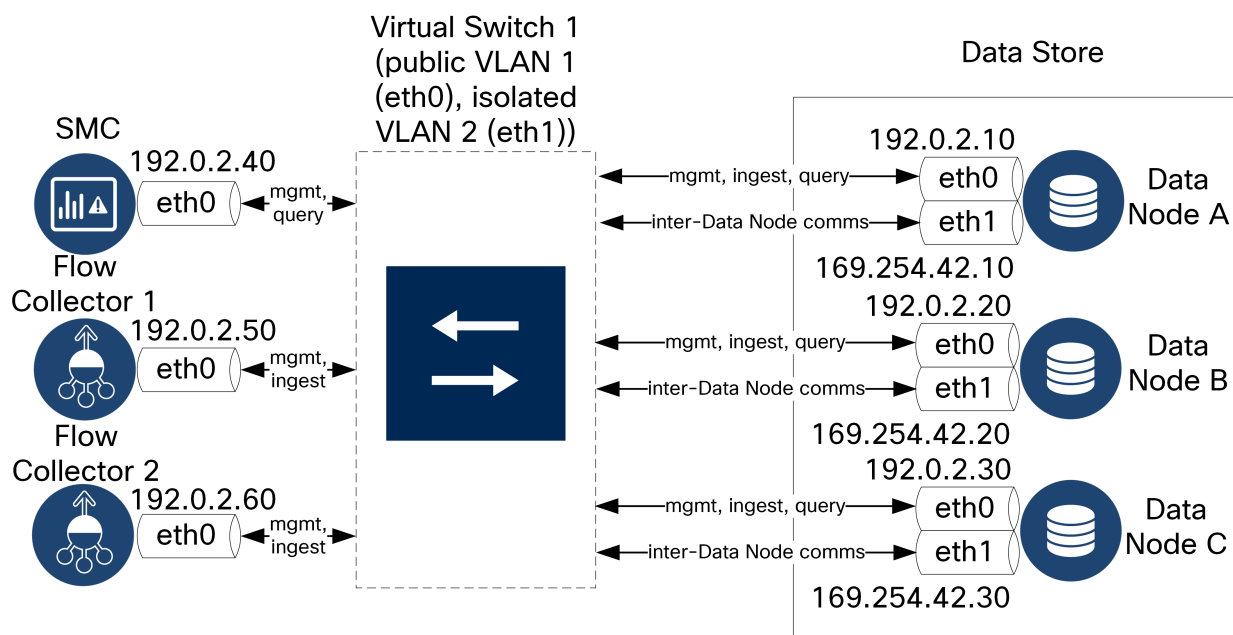 Virtual Switch 1
(public VLAN 1
(eth0), isolated
VLAN 2 (eth1))
Data Store
SMC
192.0.2.40
eth0
mgmt,
query
Flow
Collector 1
192.0.2.50
eth0
mgmt,
ingest
Flow
Collector 2
192.0.2.60
eth0
mgmt,
ingest
192.0.2.10
mgmt, ingest, query
eth0
inter-Data Node comms
eth1
169.254.42.10
Data
Node A
192.0.2.20
mgmt, ingest, query
eth0
inter-Data Node comms
eth1
169.254.42.20
Data
Node B
192.0.2.30
mgmt, ingest, query
eth0
inter-Data Node comms
eth1
169.254.42.30
Data
Node C